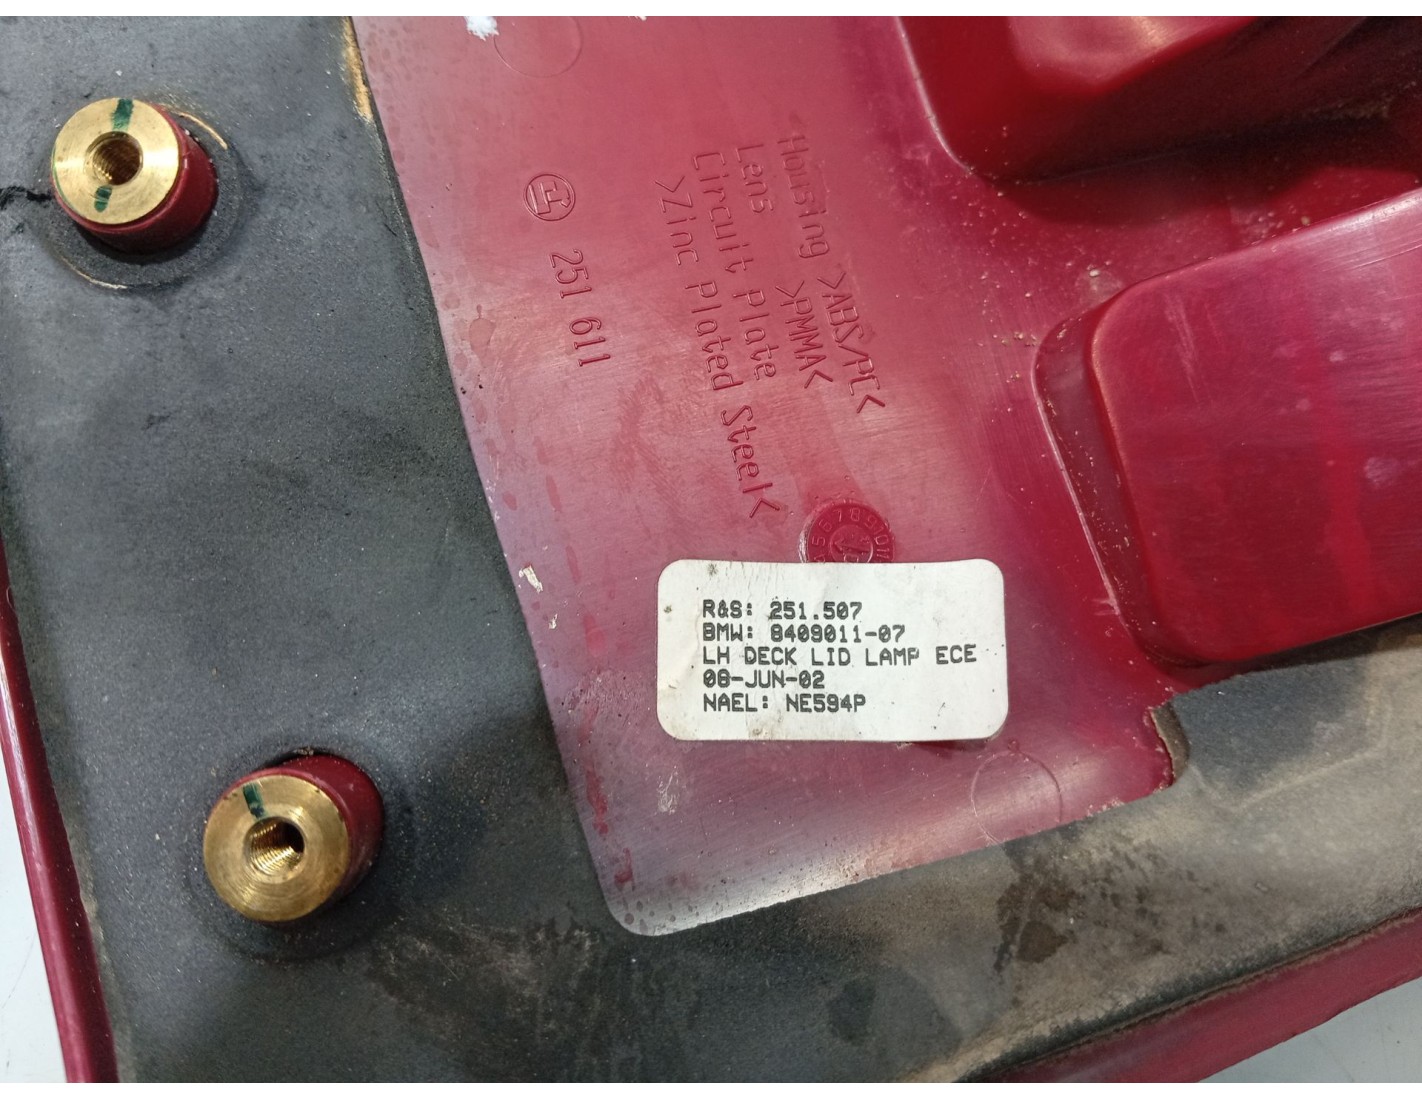 Housing >ABS/PC<
Lens >PMMA<
Circuit Plate
>Zinc Plated Steel<
251 611
R&S: 251.507
BMW: 8409011-07
LH DECK LID LAMP ECE
08-JUN-02
NAEL: NE594P